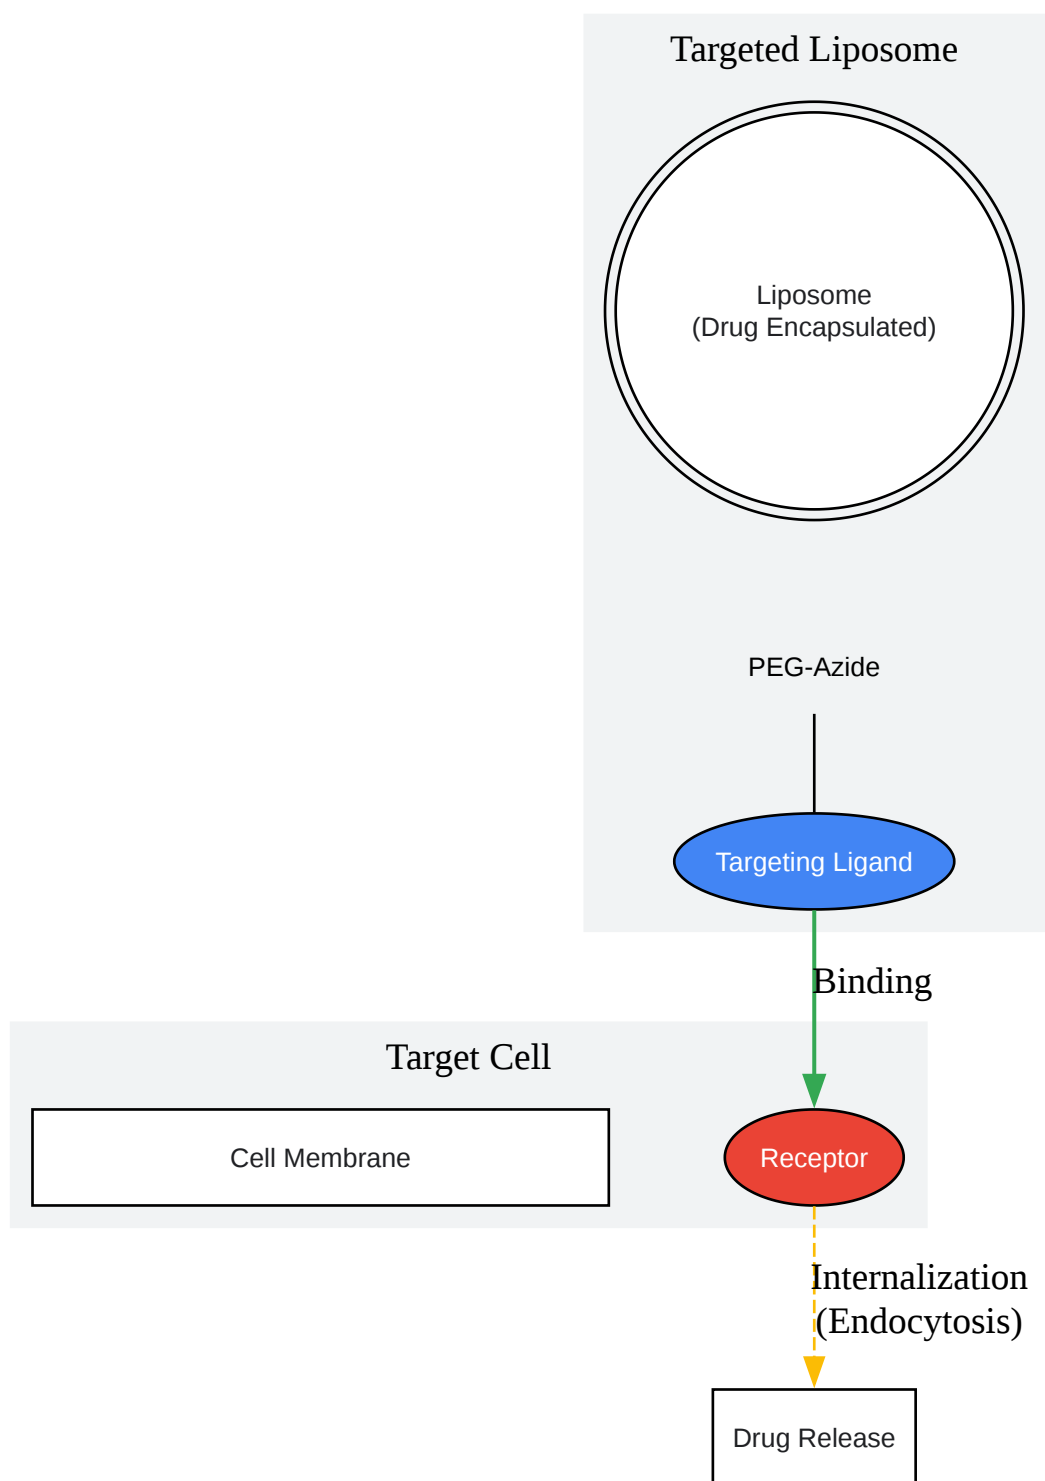 Targeted Liposome
Liposome
(Drug Encapsulated)
PEG-Azide
Targeting Ligand
Binding
Target Cell
Cell Membrane
Receptor
Internalization
(Endocytosis)
Drug Release